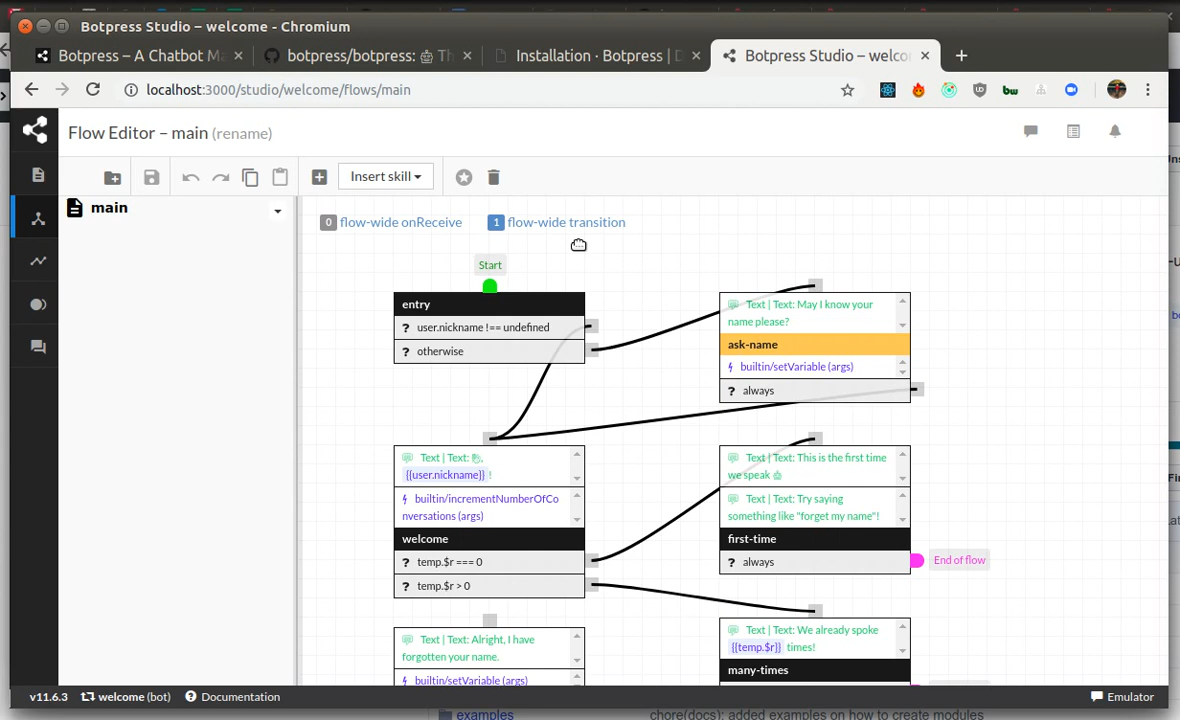 Botpress Studio – welcome - Chromium
Botpress – A Chatbot M
botpress/botpress: 🤖 Th
Installation · Botpress | D
Botpress Studio – welco
localhost:3000/studio/welcome/flows/main
Flow Editor – main (rename)
Insert skill
main
0 flow-wide onReceive
1 flow-wide transition
Start
entry
? user.nickname !== undefined
? otherwise
Text | Text: May I know your
name please?
ask-name
builtin/setVariable (args)
? always
Text | Text: 👋,
{{user.nickname}} !
builtin/incrementNumberOfCo
nversations (args)
welcome
? temp.$r === 0
? temp.$r > 0
Text | Text: This is the first time
we speak 🤖
Text | Text: Try saying
something like "forget my name"!
first-time
? always
End of flow
Text | Text: Alright, I have
forgotten your name.
builtin/setVariable (args)
Text | Text: We already spoke
{{temp.$r}} times!
many-times
v11.6.3
welcome (bot)
Documentation
Emulator
examples
chore(docs): added examples on how to create modules